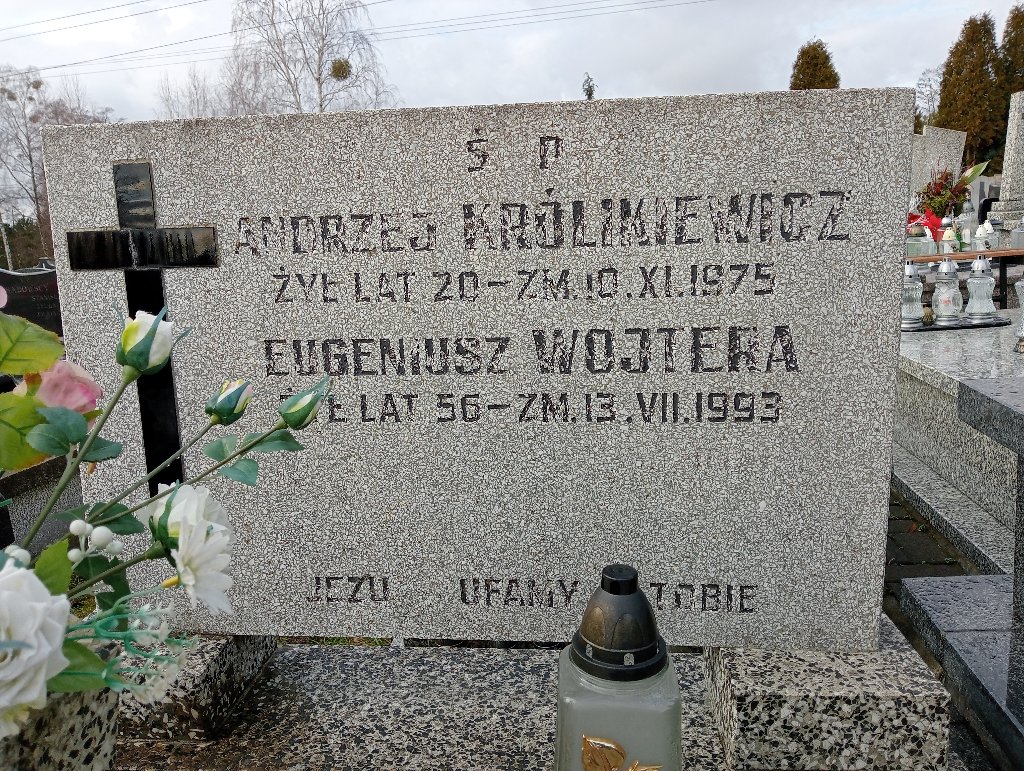 Ś P
ANDRZEJ KRÓLIKIEWICZ
ŻYŁ LAT 20 - ZM. 10.XI.1975
EUGENIUSZ WOJTERA
ŻYŁ LAT 56 - ZM. 13.VII.1993
JEZU UFAMY TOBIE